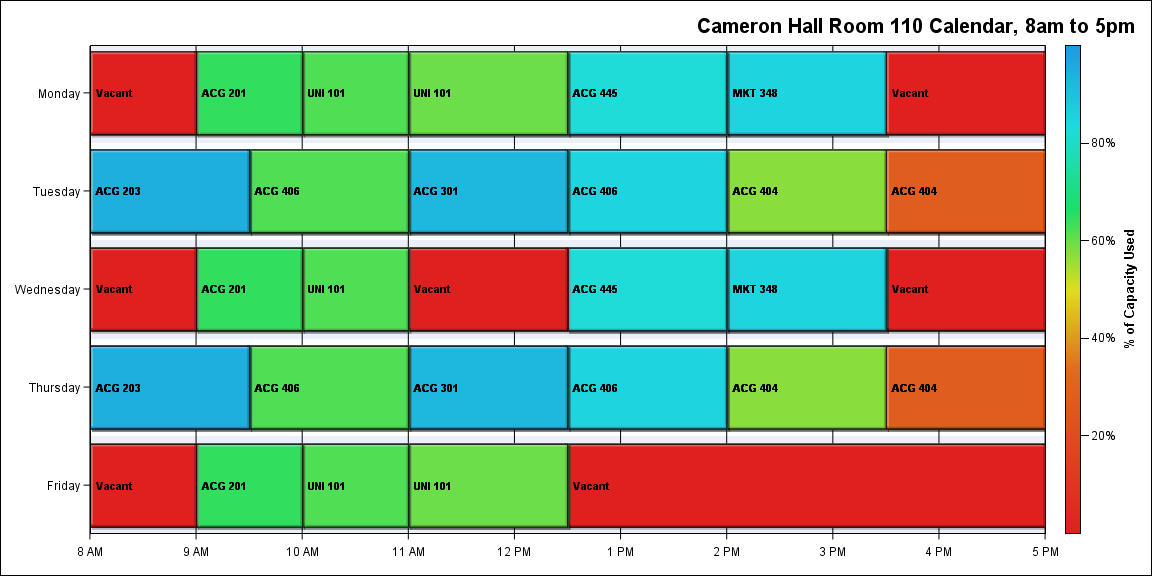 Cameron Hall Room 110 Calendar, 8am to 5pm
Monday
Vacant
ACG 201
UNI 101
UNI 101
ACG 445
MKT 348
Vacant
Tuesday
ACG 203
ACG 406
ACG 301
ACG 406
ACG 404
ACG 404
Wednesday
Vacant
ACG 201
UNI 101
Vacant
ACG 445
MKT 348
Vacant
Thursday
ACG 203
ACG 406
ACG 301
ACG 406
ACG 404
ACG 404
Friday
Vacant
ACG 201
UNI 101
UNI 101
Vacant
8 AM
9 AM
10 AM
11 AM
12 PM
1 PM
2 PM
3 PM
4 PM
5 PM
80%
60%
40%
20%
% of Capacity Used